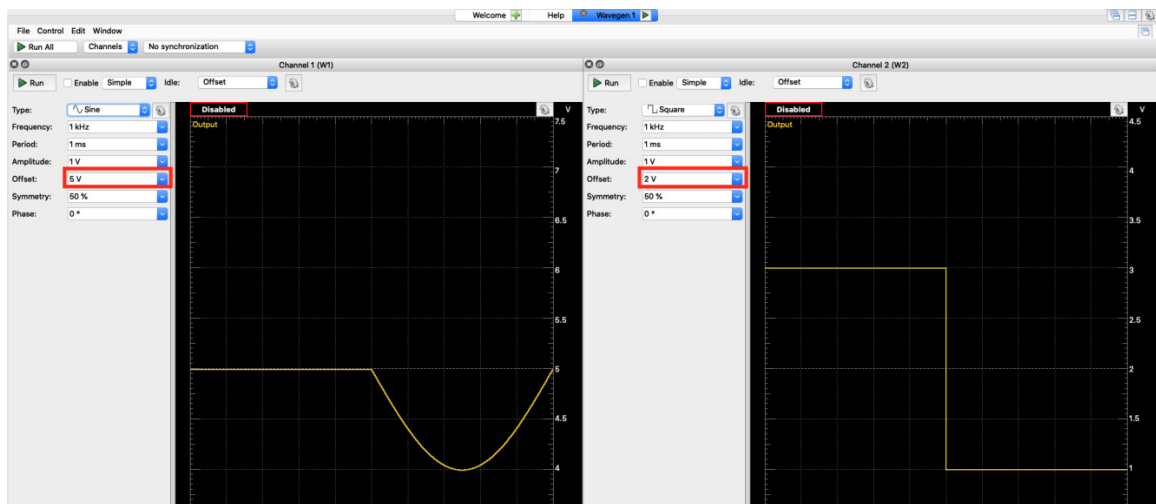 Welcome Help Wavegen 1
File Control Edit Window
Run All Channels No synchronization
Channel 1 (W1)
Run Enable Simple Idle: Offset
Type: Sine
Frequency: 1 kHz
Period: 1 ms
Amplitude: 1 V
Offset: 5 V
Symmetry: 50 %
Phase: 0 °
Disabled V
Output
7.5
7
6.5
6
5.5
5
4.5
4
Channel 2 (W2)
Run Enable Simple Idle: Offset
Type: Square
Frequency: 1 kHz
Period: 1 ms
Amplitude: 1 V
Offset: 2 V
Symmetry: 50 %
Phase: 0 °
Disabled V
Output
4.5
4
3.5
3
2.5
2
1.5
1